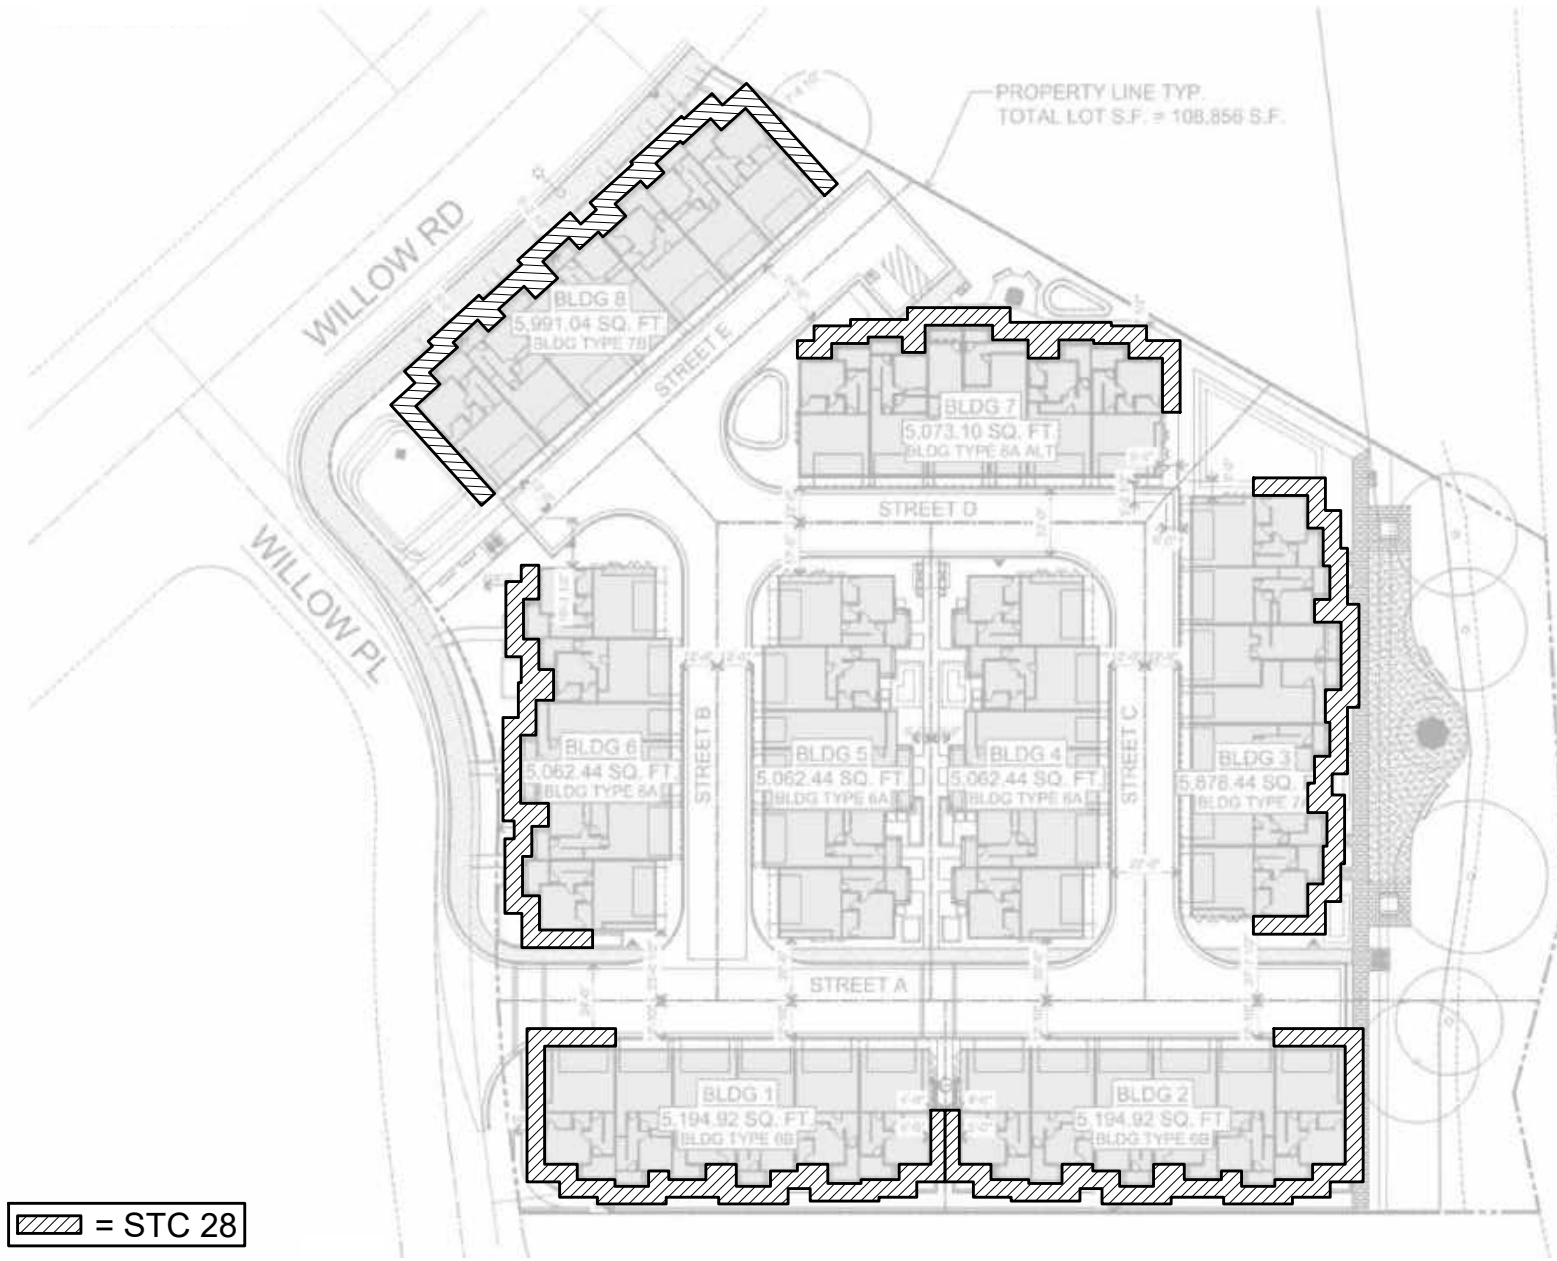 PROPERTY LINE TYP.
TOTAL LOT S.F. = 108,856 S.F.
WILLOW RD
BLDG 8
5,991.04 SQ. FT
BLDG TYPE 7B
STREET E
BLDG 7
5,073.10 SQ. FT
BLDG TYPE 6A ALT
STREET D
WILLOW PL
BLDG 6
5,062.44 SQ. FT
BLDG TYPE 6A
STREET B
BLDG 5
5,062.44 SQ. FT
BLDG TYPE 6A
BLDG 4
5,062.44 SQ. FT
BLDG TYPE 6A
STREET C
BLDG 3
5,878.44 SQ.
BLDG TYPE 7
STREET A
BLDG 1
5,194.92 SQ. FT
BLDG TYPE 6B
BLDG 2
5,194.92 SQ. FT
BLDG TYPE 6B
= STC 28